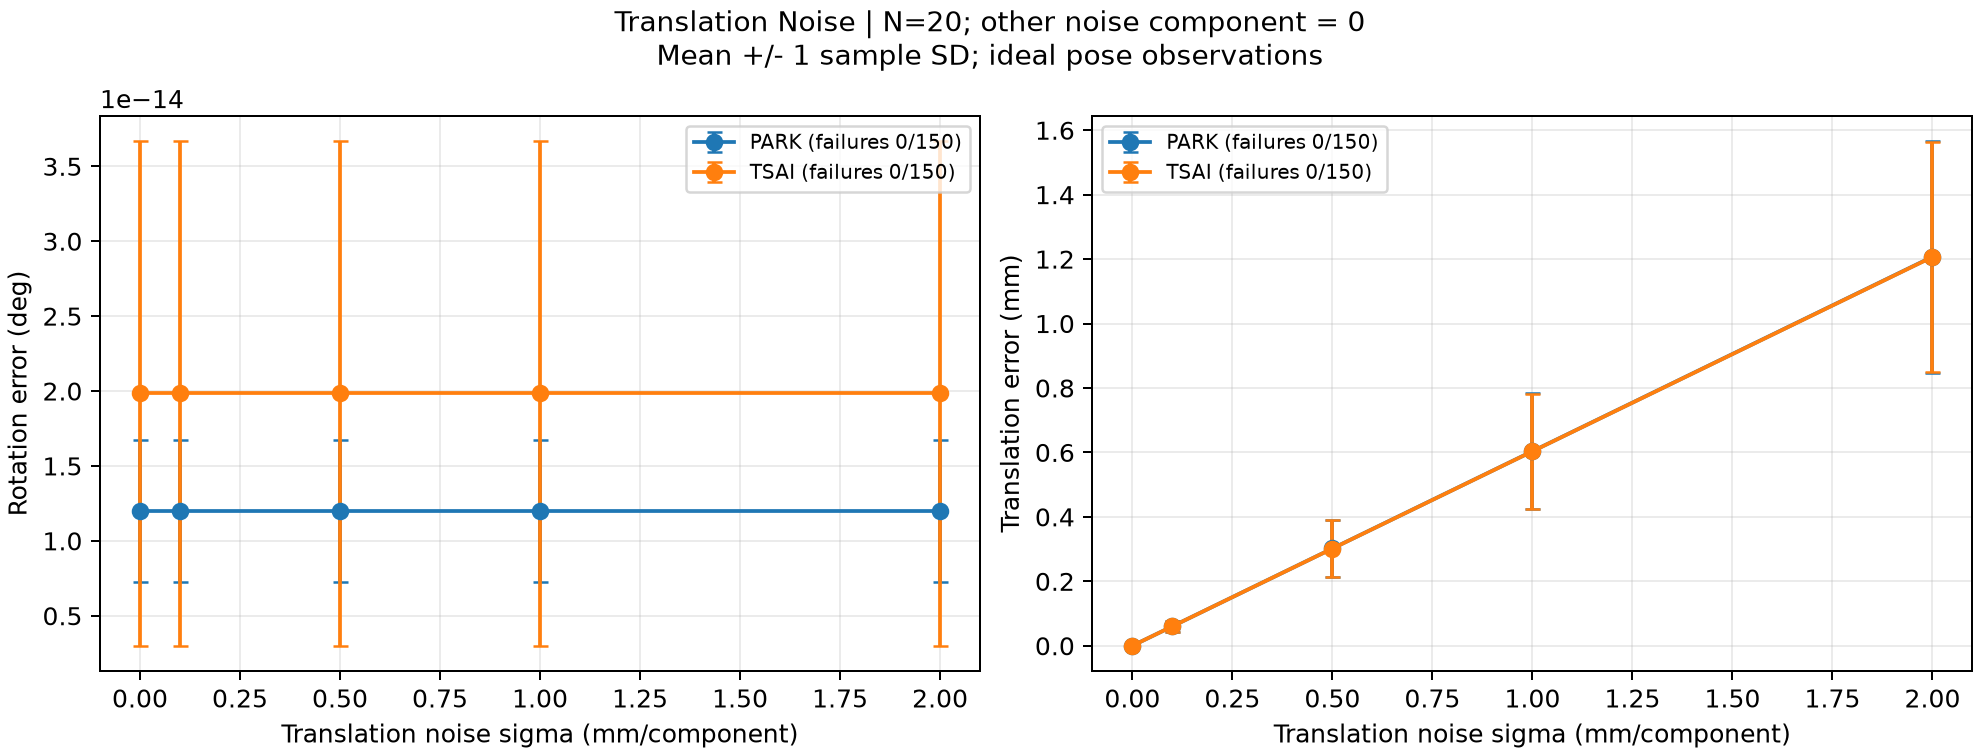 Translation Noise | N=20; other noise component = 0
Mean +/- 1 sample SD; ideal pose observations
1e−14
Rotation error (deg)
3.5
3.0
2.5
2.0
1.5
1.0
0.5
PARK (failures 0/150)
TSAI (failures 0/150)
0.00 0.25 0.50 0.75 1.00 1.25 1.50 1.75 2.00
Translation noise sigma (mm/component)
Translation error (mm)
1.6
1.4
1.2
1.0
0.8
0.6
0.4
0.2
0.0
PARK (failures 0/150)
TSAI (failures 0/150)
0.00 0.25 0.50 0.75 1.00 1.25 1.50 1.75 2.00
Translation noise sigma (mm/component)